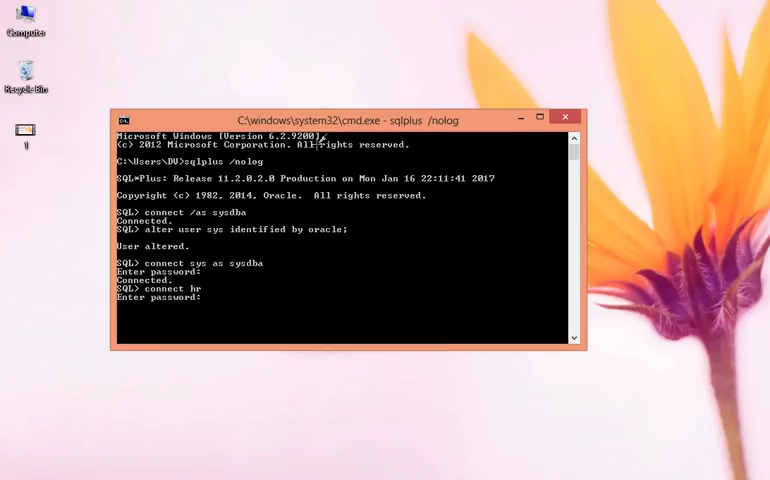 Computer
Recycle Bin
1
C:\windows\system32\cmd.exe - sqlplus  /nolog
Microsoft Windows [Version 6.2.9200]
(c) 2012 Microsoft Corporation. All rights reserved.
C:\Users\DV>sqlplus /nolog
SQL*Plus: Release 11.2.0.2.0 Production on Mon Jan 16 22:11:41 2017
Copyright (c) 1982, 2014, Oracle.  All rights reserved.
SQL> connect /as sysdba
Connected.
SQL> alter user sys identified by oracle;
User altered.
SQL> connect sys as sysdba
Enter password:
Connected.
SQL> connect hr
Enter password: